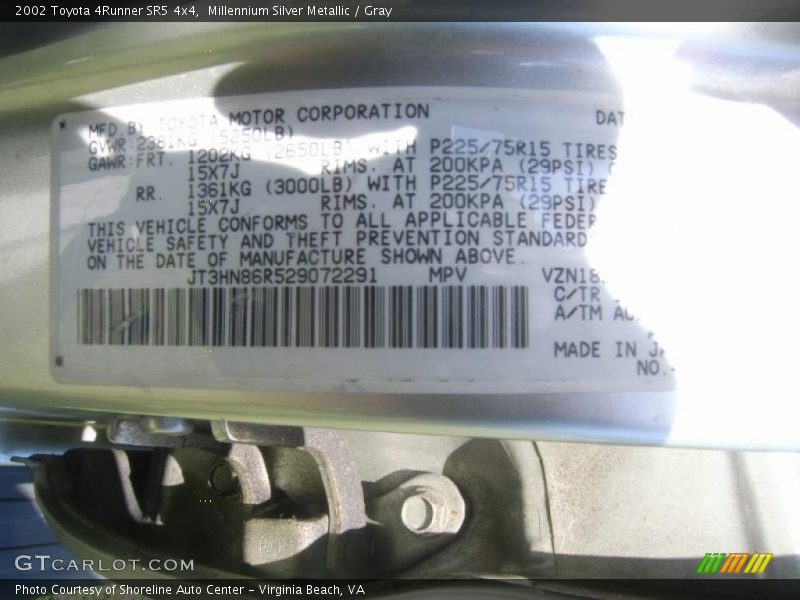 2002 Toyota 4Runner SR5 4x4, Millennium Silver Metallic / Gray
MFD.BY TOYOTA MOTOR CORPORATION DAT
GVWR:2381KG (5250LB)
GAWR:FRT. 1202KG (2650LB) WITH P225/75R15 TIRES
15X7J RIMS. AT 200KPA (29PSI)
RR. 1361KG (3000LB) WITH P225/75R15 TIRE
15X7J RIMS. AT 200KPA (29PSI)
THIS VEHICLE CONFORMS TO ALL APPLICABLE FEDER
VEHICLE SAFETY AND THEFT PREVENTION STANDARD
ON THE DATE OF MANUFACTURE SHOWN ABOVE.
JT3HN86R529072291 MPV VZN18
C/TR
A/TM
MADE IN
NO.
GTCARLOT.COM
Photo Courtesy of Shoreline Auto Center - Virginia Beach, VA